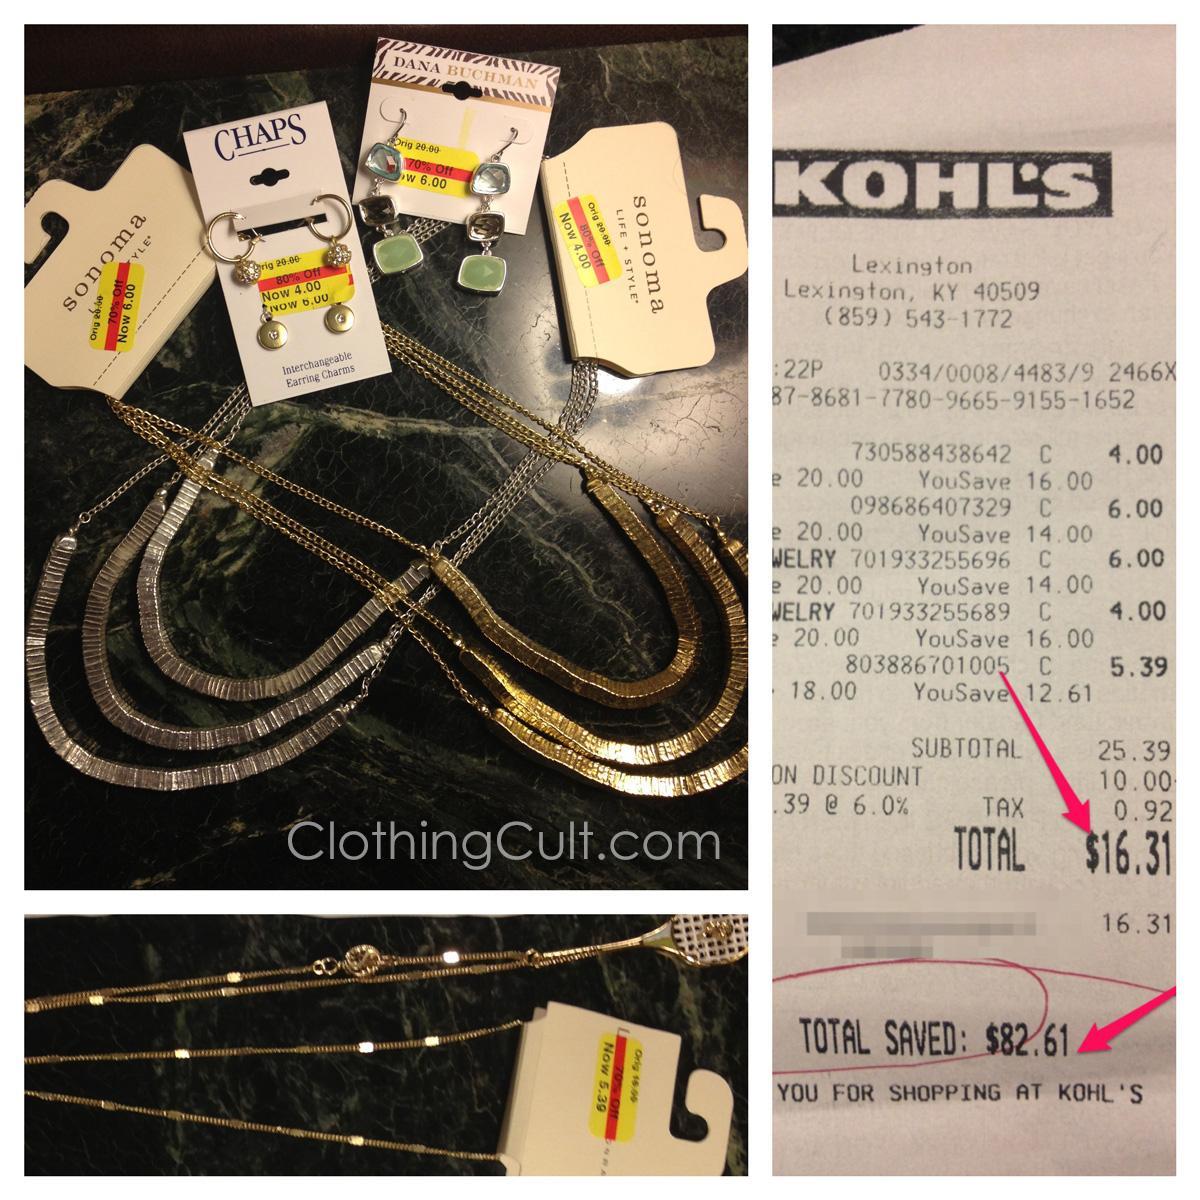 DANA BUCHMAN
Orig 20.00
70% Off
Now 6.00
CHAPS
Orig 20.00
80% Off
Now 4.00
Now 6.00
Interchangeable
Earring Charms
sonoma
STYLE
Orig 20.00
70% Off
Now 6.00
sonoma
LIFE + STYLE
Orig 20.00
80% Off
Now 4.00
ClothingCult.com
Orig 18.00
70% Off
Now 5.39
KOHL'S
Lexington
Lexington, KY 40509
(859) 543-1772
:22P 0334/0008/4483/9 2466X
87-8681-7780-9665-9155-1652
730588438642 C 4.00
e 20.00 YouSave 16.00
098686407329 C 6.00
e 20.00 YouSave 14.00
WELRY 701933255696 C 6.00
e 20.00 YouSave 14.00
WELRY 701933255689 C 4.00
e 20.00 YouSave 16.00
803886701005 C 5.39
18.00 YouSave 12.61
SUBTOTAL 25.39
ON DISCOUNT 10.00-
.39 @ 6.0% TAX 0.92
TOTAL $16.31
16.31
TOTAL SAVED: $82.61
YOU FOR SHOPPING AT KOHL'S